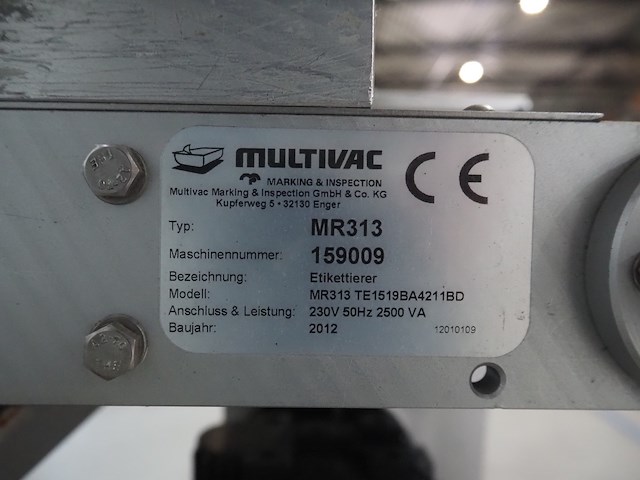 MULTIVAC
MARKING & INSPECTION
Multivac Marking & Inspection GmbH & Co. KG
Kupferweg 5 • 32130 Enger
CE
Typ: MR313
Maschinennummer: 159009
Bezeichnung: Etikettierer
Modell: MR313 TE1519BA4211BD
Anschluss & Leistung: 230V 50Hz 2500 VA
Baujahr: 2012 12010109